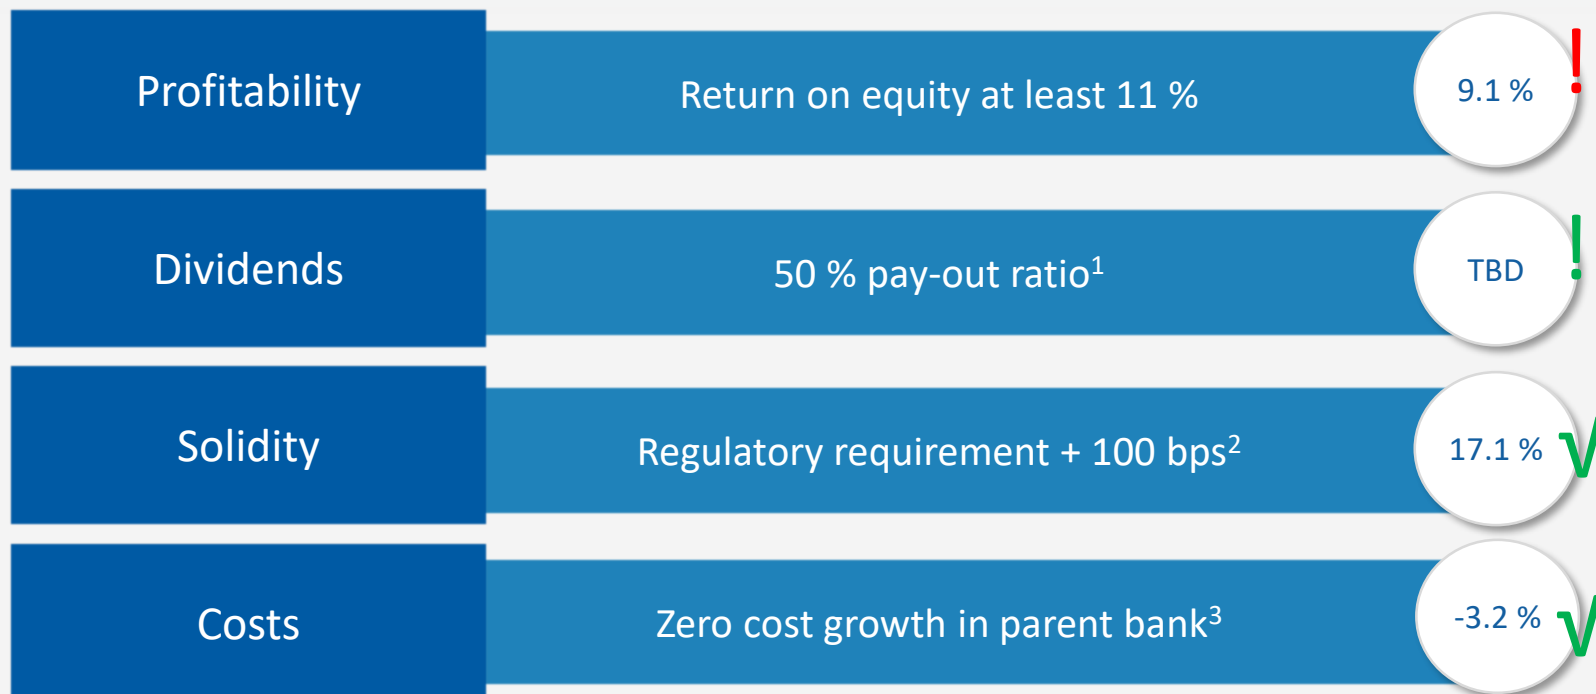 Profitability
Return on equity at least 11 %
9.1 %
!
Dividends
50 % pay-out ratio¹
TBD
!
Solidity
Regulatory requirement + 100 bps²
17.1 %
√
Costs
Zero cost growth in parent bank³
-3.2 %
√